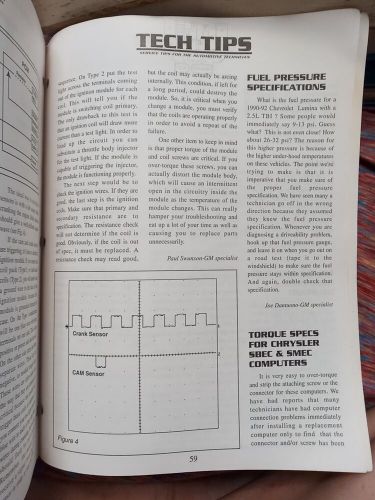 TECH TIPS
SERVICE TIPS FOR THE AUTOMOTIVE TECHNICIAN
sequence. On Type 2 put the test
light across the terminals coming
out of the ignition module for each
coil. This will tell you if the
module is switching coil primary.
The only drawback to this test is
that an ignition coil will draw more
current than a test light. In order to
load up the circuit you can
substitute a throttle body injector
for the test light. If the module is
capable of triggering the injector,
the module is functioning properly.
The next step would be to
check the ignition wires. If they are
good, the last step is the ignition
coils. Make sure that primary and
secondary resistance are to
specification. The resistance check
will not determine if the coil is
good. Obviously, if the coil is out
of spec, it must be replaced. A
resistance check may read good,
but the coil may actually be arcing
internally. This condition, if left for
a long period, could destroy the
module. So, it is critical when you
change a module, you must verify
that the coils are operating properly
in order to avoid a repeat of the
failure.
One other item to keep in mind
is that proper torque of the module
and coil screws are critical. If you
over-torque these screws, you can
actually distort the module body,
which will cause an intermittent
open in the circuitry inside the
module as the temperature of the
module changes. This can really
hamper your troubleshooting and
eat up a lot of your time as well as
causing you to replace parts
unnecessarily.
Paul Swanson-GM specialist
Crank Sensor
CAM Sensor
2
Figure 4
FUEL PRESSURE
SPECIFICATIONS
What is the fuel pressure for a
1990-92 Chevrolet Lumina with a
2.5L TBI ? Some people would
immediately say 9-13 psi. Guess
what? This is not even close! How
about 26-32 psi? The reason for
this higher pressure is because of
the higher under-hood temperatures
of these vehicles. The point we're
trying to make is that it is
imperative that you make sure of
the proper fuel pressure
specification. We have seen many a
technician go off in the wrong
direction because they assumed
they knew the fuel pressure
specification. Whenever you are
diagnosing a driveability problem,
hook up that fuel pressure gauge,
and leave it on when you go out on
a road test (tape it to the
windshield) to make sure the fuel
pressure stays within specification.
And again, double check that
specification.
Joe Damuono-GM specialist
TORQUE SPECS
FOR CHRYSLER
SBEC & SMEC
COMPUTERS
It is very easy to over-torque
and strip the attaching screw or the
connector for these computers. We
have had reports that many
technicians have had computer
connection problems immediately
after installing a replacement
computer only to find that the
connector and/or screw has been
59